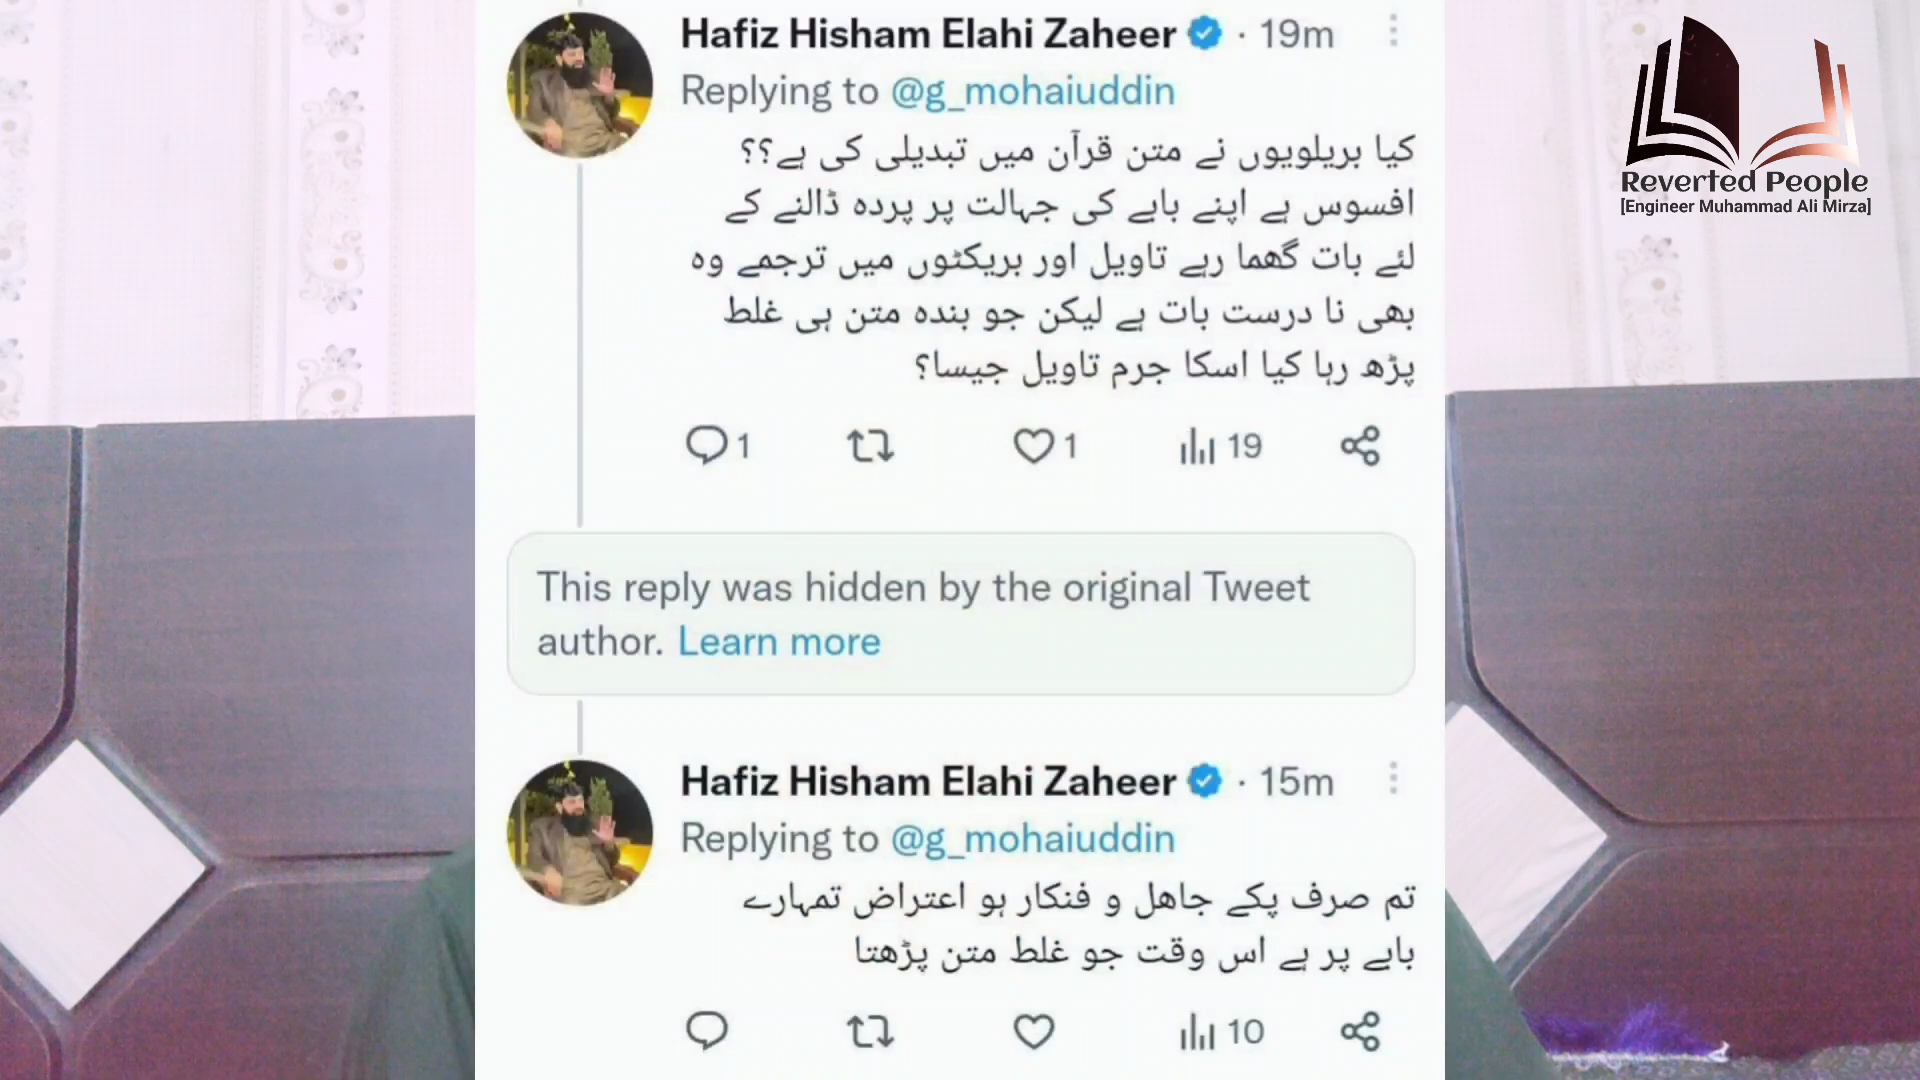 Hafiz Hisham Elahi Zaheer · 19m
Replying to @g_mohaiuddin
کیا بریلویوں نے متن قرآن میں تبدیلی کی ہے؟؟
افسوس ہے اپنے بابے کی جہالت پر پردہ ڈالنے کے
لئے بات گھما رہے تاویل اور بریکٹوں میں ترجمے وہ
بھی نا درست بات ہے لیکن جو بندہ متن ہی غلط
پڑھ رہا کیا اسکا جرم تاویل جیسا؟
1 1 19
This reply was hidden by the original Tweet
author. Learn more
Hafiz Hisham Elahi Zaheer · 15m
Replying to @g_mohaiuddin
تم صرف پکے جاھل و فنکار ہو اعتراض تمہارے
بابے پر ہے اس وقت جو غلط متن پڑھتا
10
Reverted People
[Engineer Muhammad Ali Mirza]